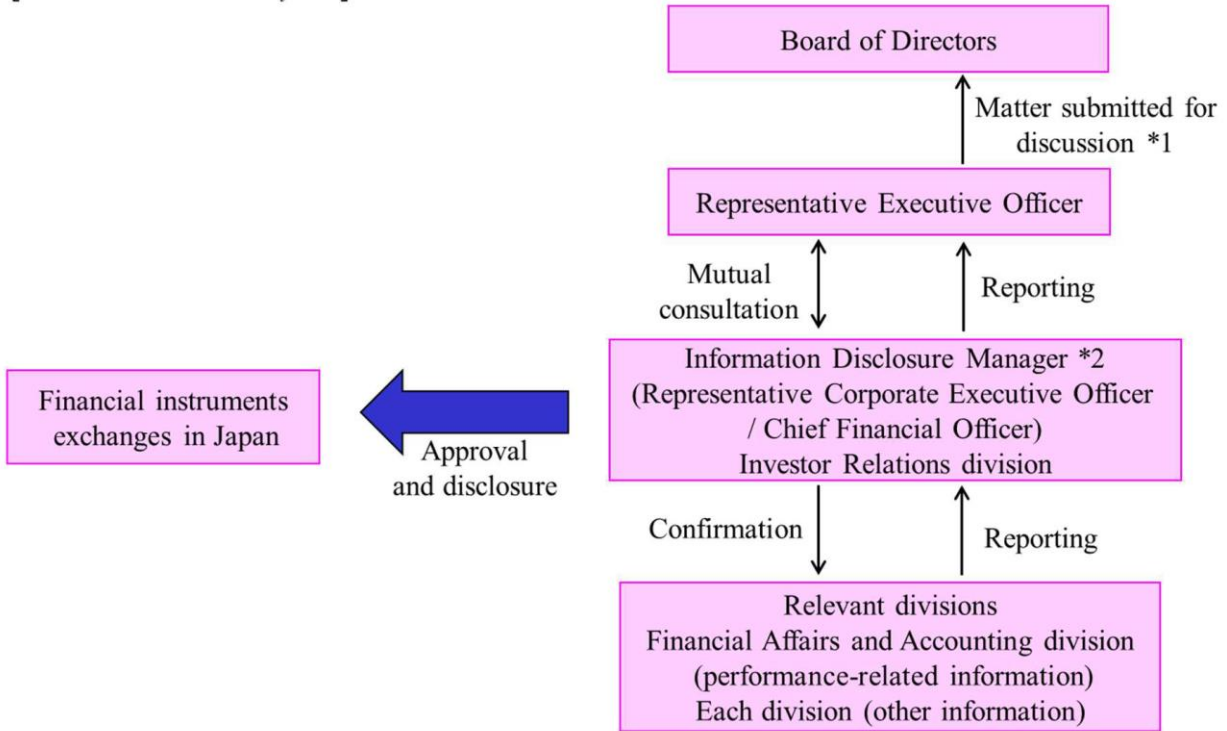 Board of Directors
Matter submitted for
discussion *1
Representative Executive Officer
Mutual
consultation
Reporting
Information Disclosure Manager *2
(Representative Corporate Executive Officer
/ Chief Financial Officer)
Investor Relations division
Financial instruments
exchanges in Japan
Approval
and disclosure
Confirmation
Reporting
Relevant divisions
Financial Affairs and Accounting division
(performance-related information)
Each division (other information)